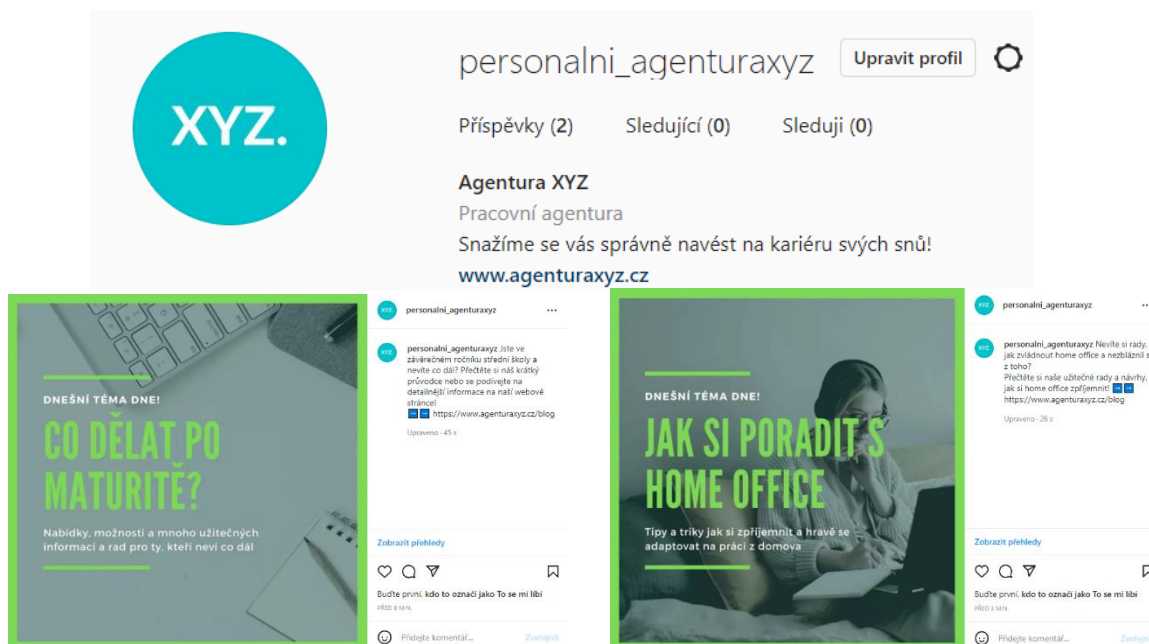 XYZ.
personalni_agenturaxyz
Upravit profil
Příspěvky (2)
Sledující (0)
Sleduji (0)
Agentura XYZ
Pracovní agentura
Snažíme se vás správně navést na kariéru svých snů!
www.agenturaxyz.cz
DNEŠNÍ TÉMA DNE!
CO DĚLAT PO
MATURITĚ?
Nabídky, možnosti a mnoho užitečných
informací a rad pro ty, kteří neví co dál
XYZ.
personalni_agenturaxyz
XYZ.
personalni_agenturaxyz Jste ve
závěrečném ročníku střední školy a
nevíte co dál? Přečtěte si náš krátký
průvodce nebo se podívejte na
detailnější informace na naší webové
stránce!
➡➡ https://www.agenturaxyz.cz/blog
Upraveno · 45 s
Zobrazit přehledy
Buďte první, kdo to označí jako To se mi líbí
PŘED 3 MIN.
Přidejte komentář...
Zveřejnit
DNEŠNÍ TÉMA DNE!
JAK SI PORADIT S
HOME OFFICE
Tipy a triky jak si zpříjemnit a hravě se
adaptovat na práci z domova
XYZ.
personalni_agenturaxyz
XYZ.
personalni_agenturaxyz Nevíte si rady,
jak zvládnout home office a nezbláznil s
z toho?
Přečtěte si naše užitečné rady a návrhy,
jak si home office zpříjemnit! ➡➡
https://www.agenturaxyz.cz/blog
Upraveno · 26 s
Zobrazit přehledy
Buďte první, kdo to označí jako To se mi líbí
PŘED 3 MIN.
Přidejte komentář...
Zveřejnit